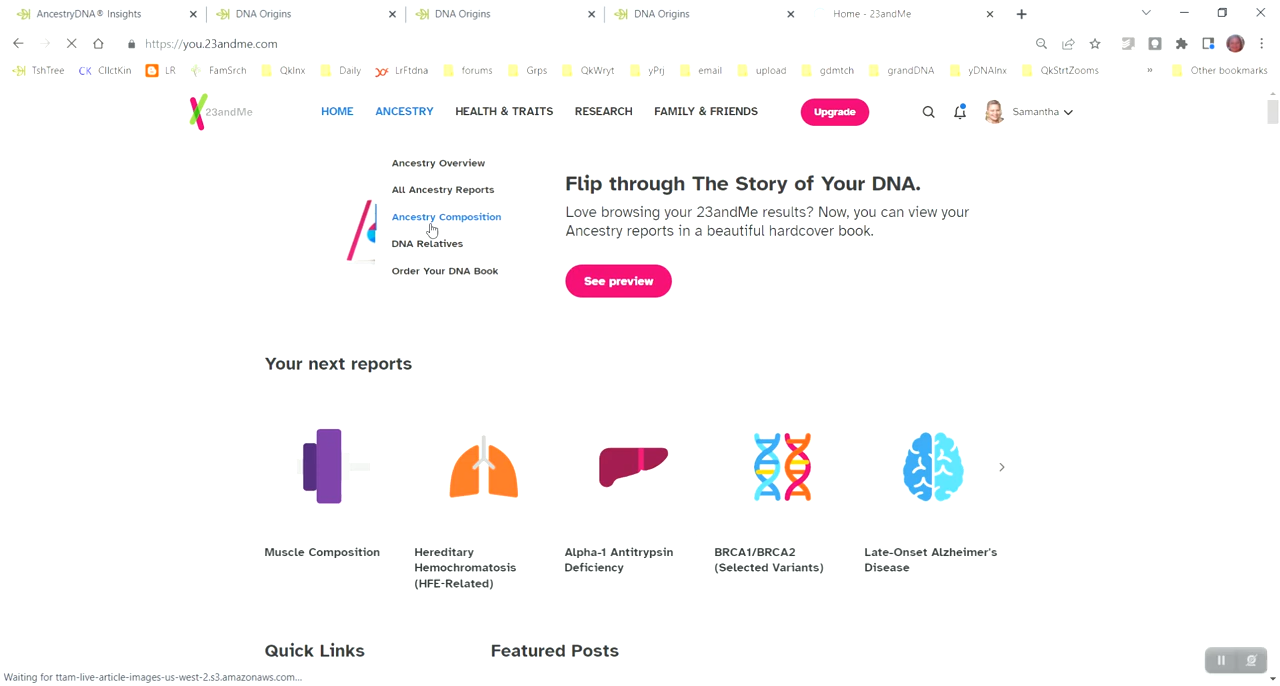 AncestryDNA® Insights
DNA Origins
DNA Origins
DNA Origins
Home - 23andMe
https://you.23andme.com
TshTree
CK ClIctKin
LR
FamSrch
QkInx
Daily
LrFtdna
forums
Grps
QkWryt
yPrj
email
upload
gdmtch
grandDNA
yDNAInx
QkStrtZooms
»
Other bookmarks
23andMe
HOME
ANCESTRY
HEALTH & TRAITS
RESEARCH
FAMILY & FRIENDS
Upgrade
Samantha
Ancestry Overview
All Ancestry Reports
Ancestry Composition
DNA Relatives
Order Your DNA Book
Flip through The Story of Your DNA.
Love browsing your 23andMe results? Now, you can view your
Ancestry reports in a beautiful hardcover book.
See preview
Your next reports
Muscle Composition
Hereditary
Hemochromatosis
(HFE-Related)
Alpha-1 Antitrypsin
Deficiency
BRCA1/BRCA2
(Selected Variants)
Late-Onset Alzheimer's
Disease
Quick Links
Featured Posts
Waiting for ttam-live-article-images-us-west-2.s3.amazonaws.com...